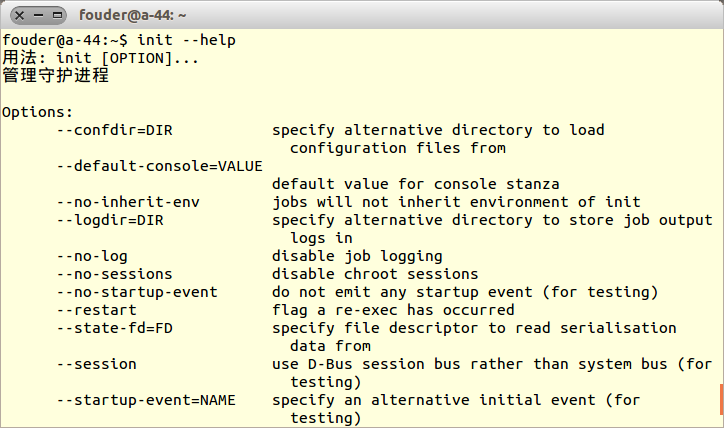 fouder@a-44: ~
fouder@a-44:~$ init --help
用法: init [OPTION]...
管理守护进程
Options:
--confdir=DIR specify alternative directory to load
configuration files from
--default-console=VALUE
default value for console stanza
--no-inherit-env jobs will not inherit environment of init
--logdir=DIR specify alternative directory to store job output
logs in
--no-log disable job logging
--no-sessions disable chroot sessions
--no-startup-event do not emit any startup event (for testing)
--restart flag a re-exec has occurred
--state-fd=FD specify file descriptor to read serialisation
data from
--session use D-Bus session bus rather than system bus (for
testing)
--startup-event=NAME specify an alternative initial event (for
testing)